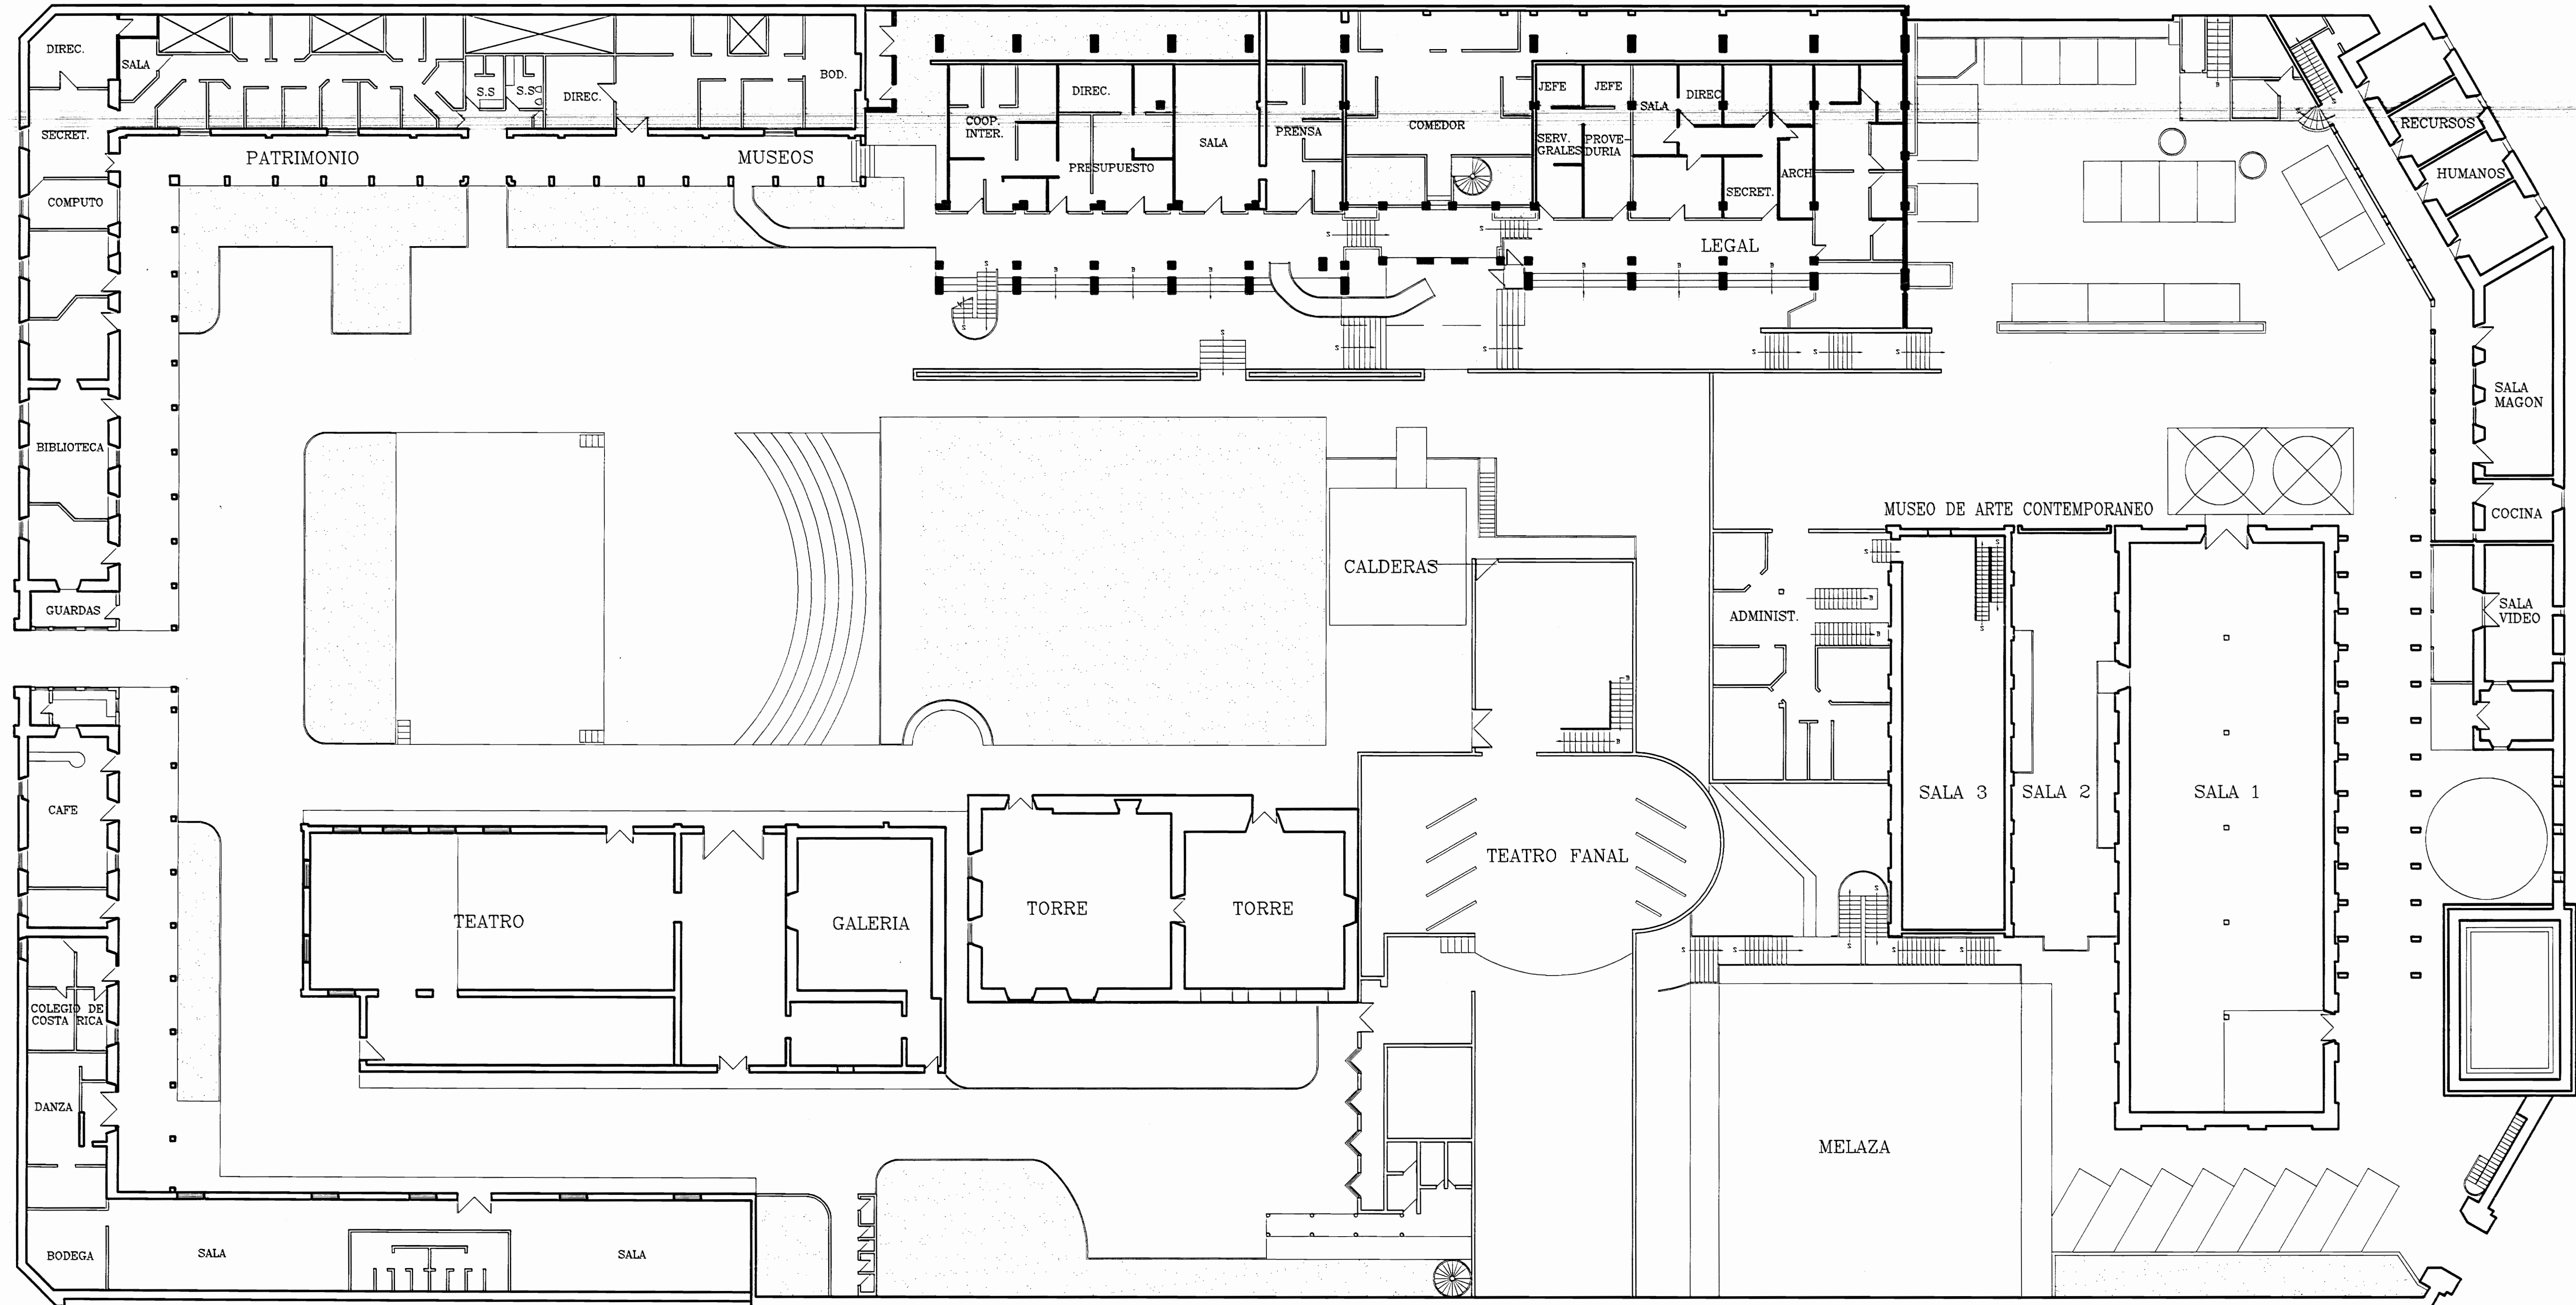 DIREC.
SALA
S.S
S.S
DIREC.
BOD.
SECRET.
PATRIMONIO
MUSEOS
COMPUTO
BIBLIOTECA
GUARDAS
COOP.
INTER.
DIREC.
PRESUPUESTO
SALA
PRENSA
COMEDOR
JEFE
JEFE
SERV.
GRALES
PROVE-
DURIA
SALA
DIREC
SECRET.
ARCH
LEGAL
RECURSOS
HUMANOS
SALA
MAGON
COCINA
SALA
VIDEO
MUSEO DE ARTE CONTEMPORANEO
CALDERAS
ADMINIST.
SALA 3
SALA 2
SALA 1
CAFE
TEATRO
GALERIA
TORRE
TORRE
TEATRO FANAL
COLEGIO DE
COSTA RICA
DANZA
BODEGA
SALA
SALA
MELAZA